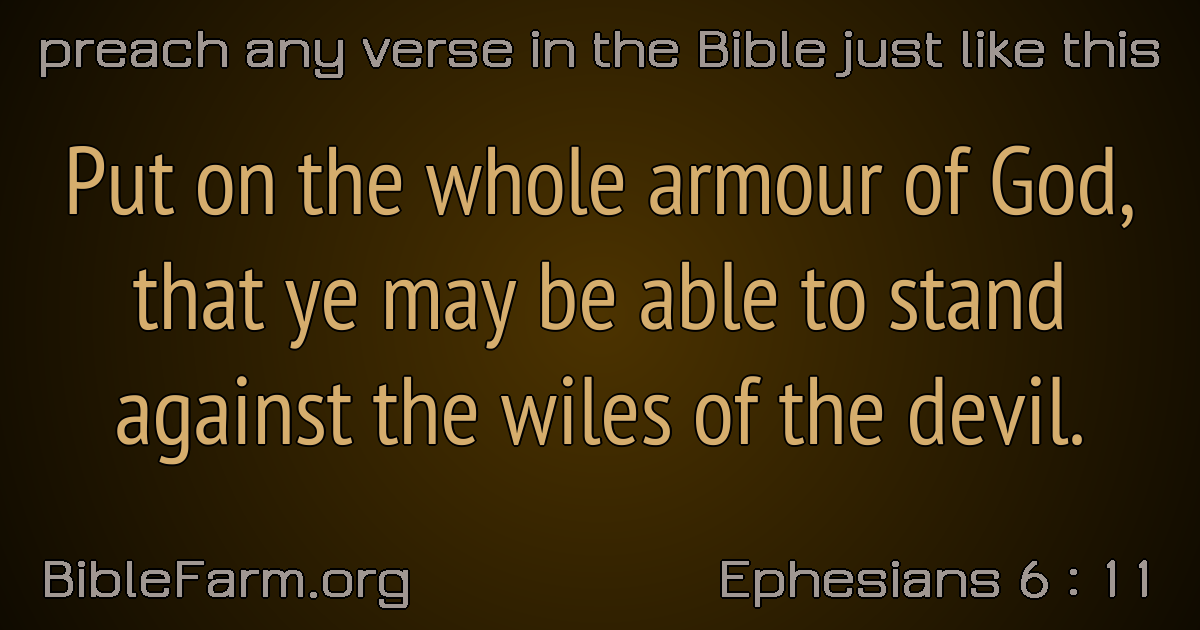 preach any verse in the Bible just like this
Put on the whole armour of God,
that ye may be able to stand
against the wiles of the devil.
BibleFarm.org
Ephesians 6 : 11